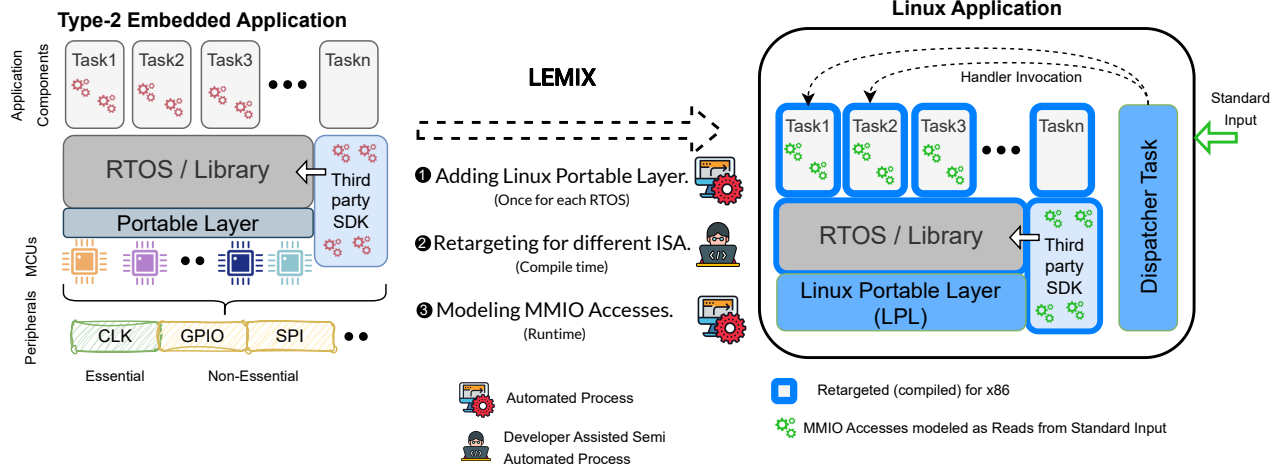 Type-2 Embedded Application
Application
Components
Task1
Task2
Task3
Taskn
RTOS / Library
Third
party
SDK
Portable Layer
MCUs
Peripherals
CLK
GPIO
SPI
Essential
Non-Essential
LEMIX
❶ Adding Linux Portable Layer.
(Once for each RTOS)
❷ Retargeting for different ISA.
(Compile time)
❸ Modeling MMIO Accesses.
(Runtime)
Automated Process
Developer Assisted Semi
Automated Process
Linux Application
Handler Invocation
Standard
Input
Task1
Task2
Task3
Taskn
RTOS / Library
Third
party
SDK
Linux Portable Layer
(LPL)
Dispatcher Task
Retargeted (compiled) for x86
MMIO Accesses modeled as Reads from Standard Input